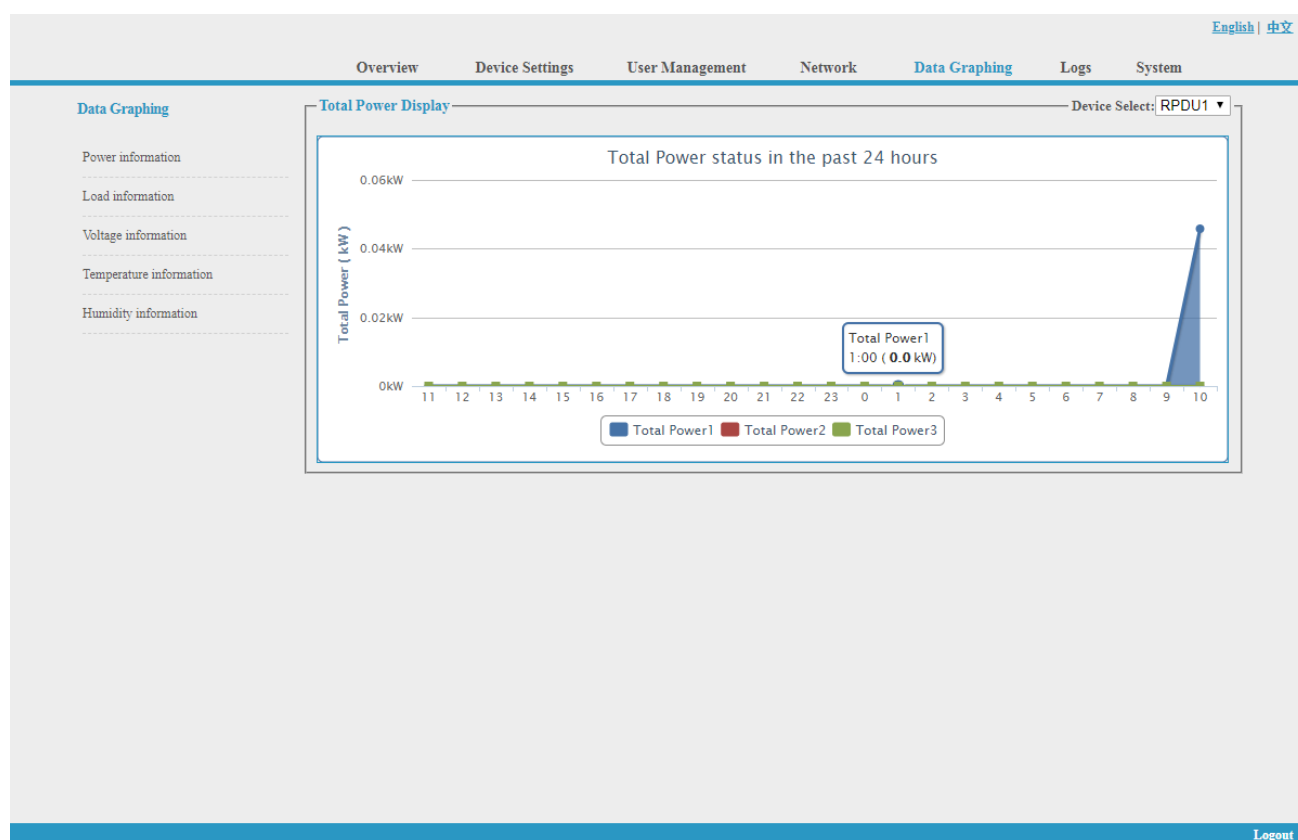 English | 中文
Overview Device Settings User Management Network Data Graphing Logs System
Data Graphing
Power information
Load information
Voltage information
Temperature information
Humidity information
Total Power Display Device Select: RPDU1
Total Power status in the past 24 hours
Total Power ( kW)
0.06kW
0.04kW
0.02kW
0kW
Total Power1
1:00 ( 0.0 kW)
11 12 13 14 15 16 17 18 19 20 21 22 23 0 1 2 3 4 5 6 7 8 9 10
Total Power1 Total Power2 Total Power3
Logout